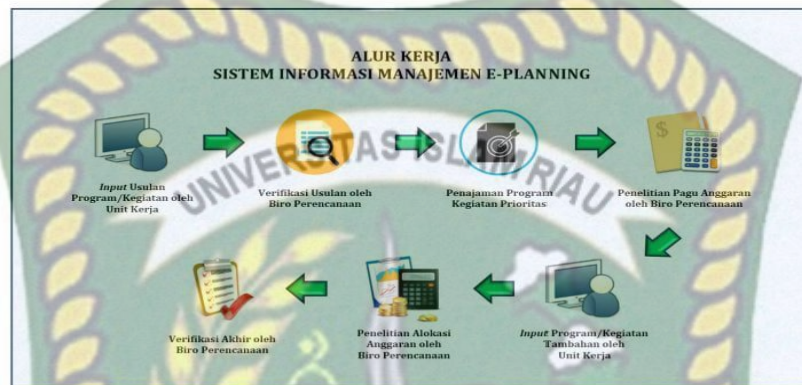 ALUR KERJA
SISTEM INFORMASI MANAJEMEN E-PLANNING
UNIVERSITAS ISLAM RIAU
Input Usulan
Program/Kegiatan oleh
Unit Kerja
Verifikasi Usulan oleh
Biro Perencanaan
Penajaman Program
Kegiatan Prioritas
Penelitian Pagu Anggaran
oleh Biro Perencanaan
Verifikasi Akhir oleh
Biro Perencanaan
Penelitian Alokasi
Anggaran oleh
Biro Perencanaan
Input Program/Kegiatan
Tambahan oleh
Unit Kerja